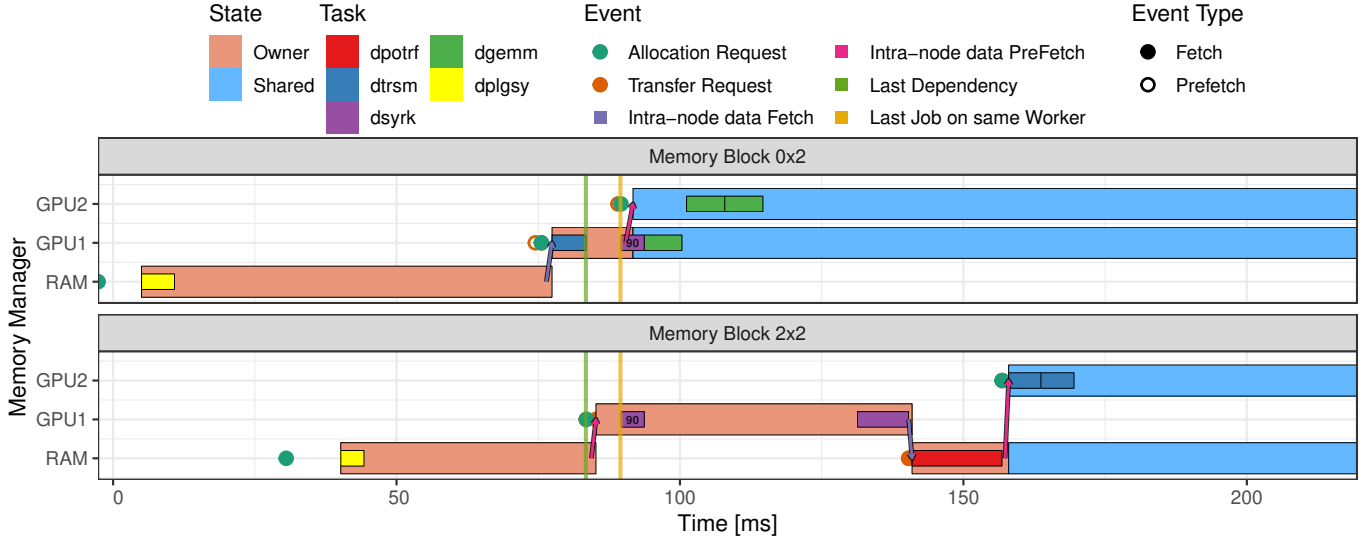 State Task Event Event Type
Owner dpotrf dgemm Allocation Request Intra−node data PreFetch Fetch
Shared dtrsm dplgsy Transfer Request Last Dependency Prefetch
dsyrk Intra−node data Fetch Last Job on same Worker
Memory Block 0x2
GPU2
GPU1 90
RAM
Memory Block 2x2
GPU2
GPU1 90
RAM
0 50 100 150 200
Time [ms]
Memory Manager